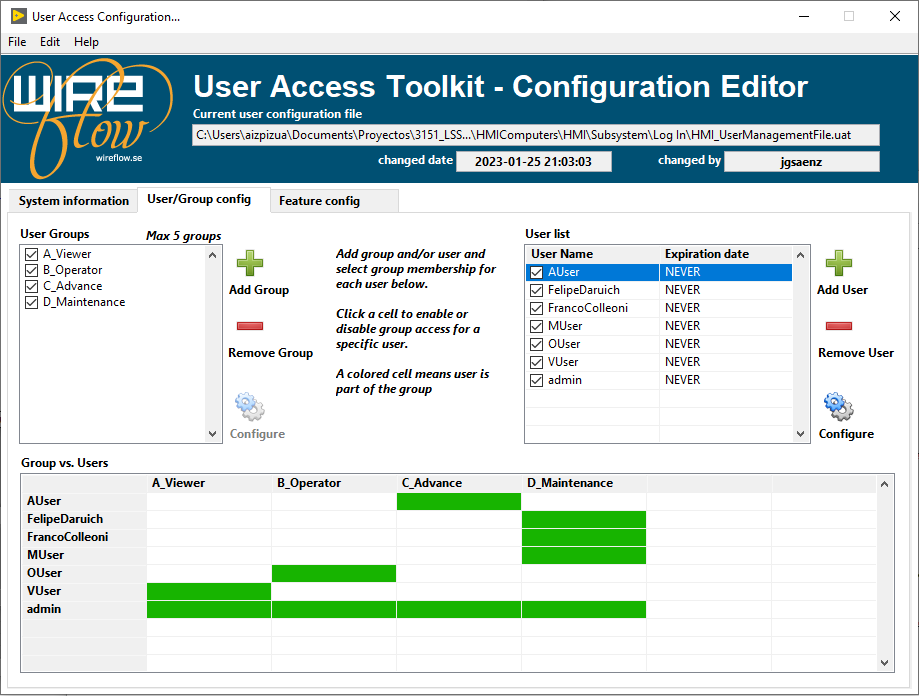 User Access Configuration...
File Edit Help
WIRE
flow
wireflow.se
User Access Toolkit - Configuration Editor
Current user configuration file
C:\Users\aizpizua\Documents\Proyectos\3151_LSS...\HMIComputers\HMI\Subsystem\Log In\HMI_UserManagementFile.uat
changed date 2023-01-25 21:03:03 changed by jgsaenz
System information User/Group config Feature config
User Groups Max 5 groups
A_Viewer
B_Operator
C_Advance
D_Maintenance
Add Group
Remove Group
Configure
Add group and/or user and
select group membership for
each user below.
Click a cell to enable or
disable group access for a
specific user.
A colored cell means user is
part of the group
User list
User Name Expiration date
AUser NEVER
FelipeDaruich NEVER
FrancoColleoni NEVER
MUser NEVER
OUser NEVER
VUser NEVER
admin NEVER
Add User
Remove User
Configure
Group vs. Users
A_Viewer B_Operator C_Advance D_Maintenance
AUser
FelipeDaruich
FrancoColleoni
MUser
OUser
VUser
admin